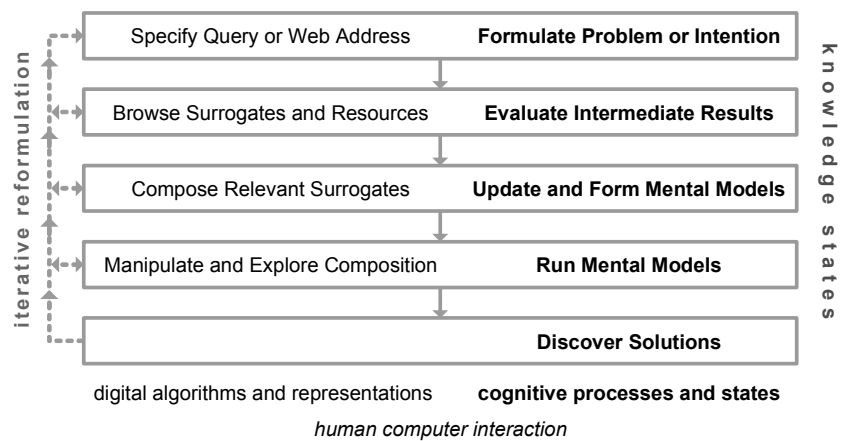 Specify Query or Web Address Formulate Problem or Intention
Browse Surrogates and Resources Evaluate Intermediate Results
Compose Relevant Surrogates Update and Form Mental Models
Manipulate and Explore Composition Run Mental Models
Discover Solutions
digital algorithms and representations cognitive processes and states
human computer interaction
iterative reformulation
knowledge states